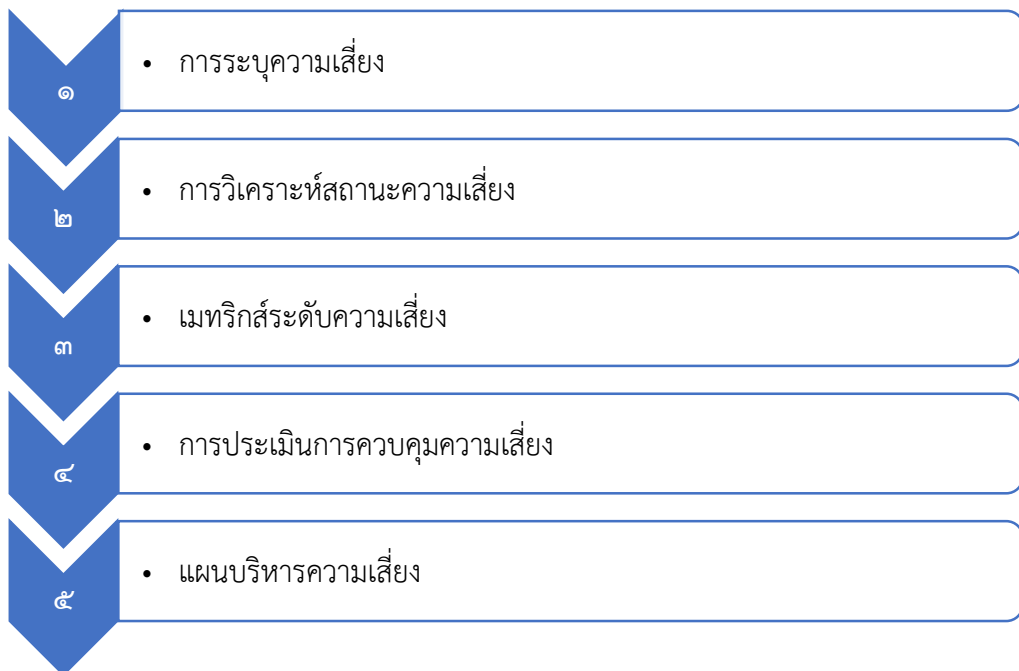 ๑
• การระบุความเสี่ยง
๒
• การวิเคราะห์สถานะความเสี่ยง
๓
• เมทริกส์ระดับความเสี่ยง
๔
• การประเมินการควบคุมความเสี่ยง
๕
• แผนบริหารความเสี่ยง